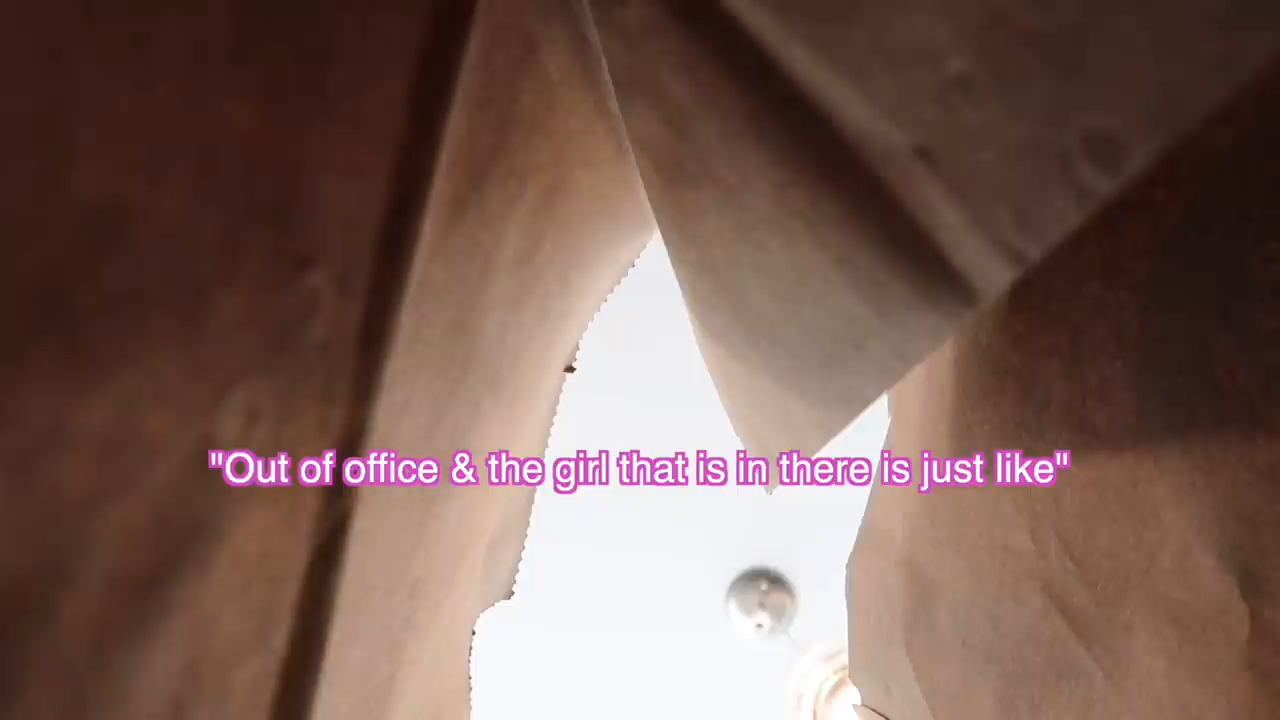 "Out of office & the girl that is in there is just like"